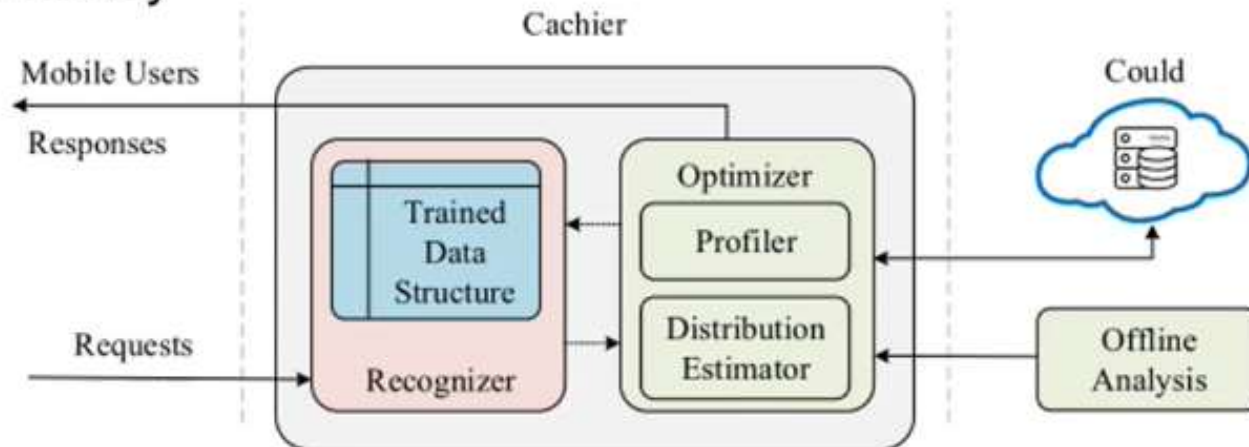 Cachier
Mobile Users
Could
Responses
Optimizer
Trained
Data
Structure
Profiler
Requests
Recognizer
Distribution
Estimator
Offline
Analysis